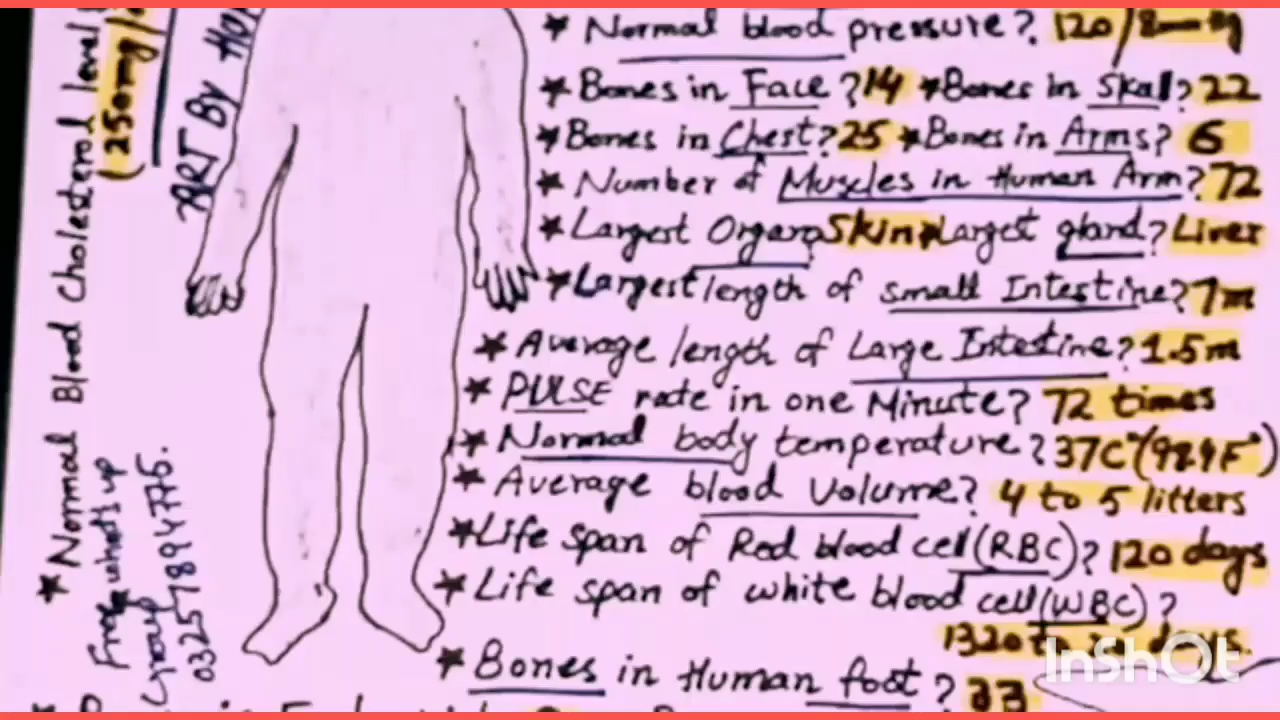 * Normal blood pressure? 120/80mmHg
* Bones in Face? 14 * Bones in Skal? 22
* Bones in Chest? 25 * Bones in Arms? 6
* Number of Muscles in Human Arm? 72
* Largest Organ? Skin * Largest gland? Liver
* Largest length of small Intestine? 7m
* Average length of Large Intestine? 1.5m
* PULSE rate in one Minute? 72 times
* Normal body temperature? 37C°(98.4F°)
* Average blood Volume? 4 to 5 litters
* Life span of Red blood cell(RBC)? 120 days
* Life span of white blood cell(WBC)?
days.
* Bones in Human foot? 33
* Normal Blood Cholesterol level
(250mg/
ART By
Free what's up
Group
InShOt